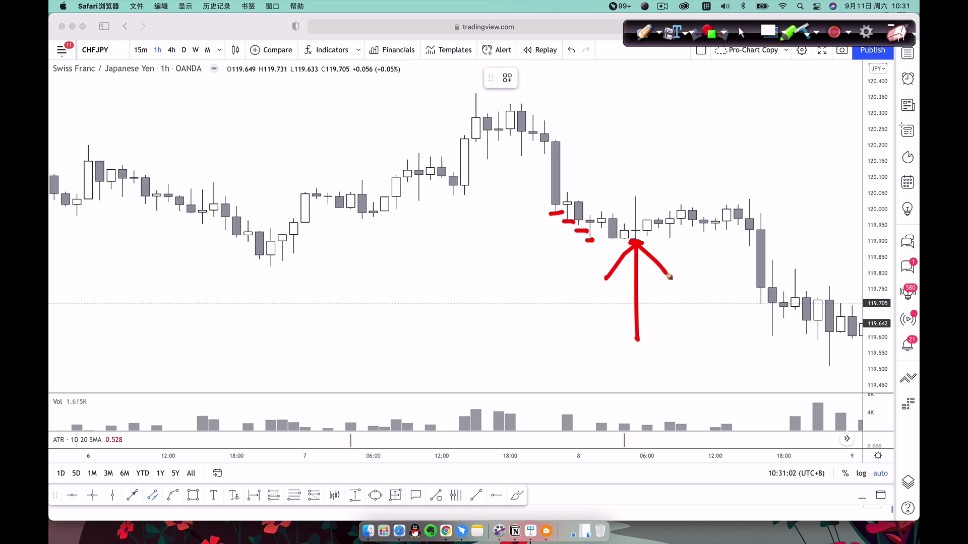 Safari浏览器 文件 编辑 显示 历史记录 书签 窗口 帮助 99+ 9月11日 周六 10:31
tradingview.com
11 CHFJPY 15m 1h 4h D W M Compare Indicators Financials Templates Alert Replay Pro-Chart Copy Publish
Swiss Franc / Japanese Yen · 1h · OANDA O119.649 H119.731 L119.633 C119.705 +0.056 (+0.05%)
JPY
120.400
120.350
120.300
120.250
120.200
120.150
120.100
120.050
120.000
119.950
119.900
119.850
119.800
119.750
119.705
119.647
119.600
119.550
119.500
119.450
1
580
21
Vol 1.615K
8K
4K
ATR · 1D 20 SMA 0.528
6 12:00 18:00 7 06:00 12:00 18:00 8 06:00 12:00 18:00 9
1D 5D 1M 3M 6M YTD 1Y 5Y All 10:31:02 (UTC+8) % log auto